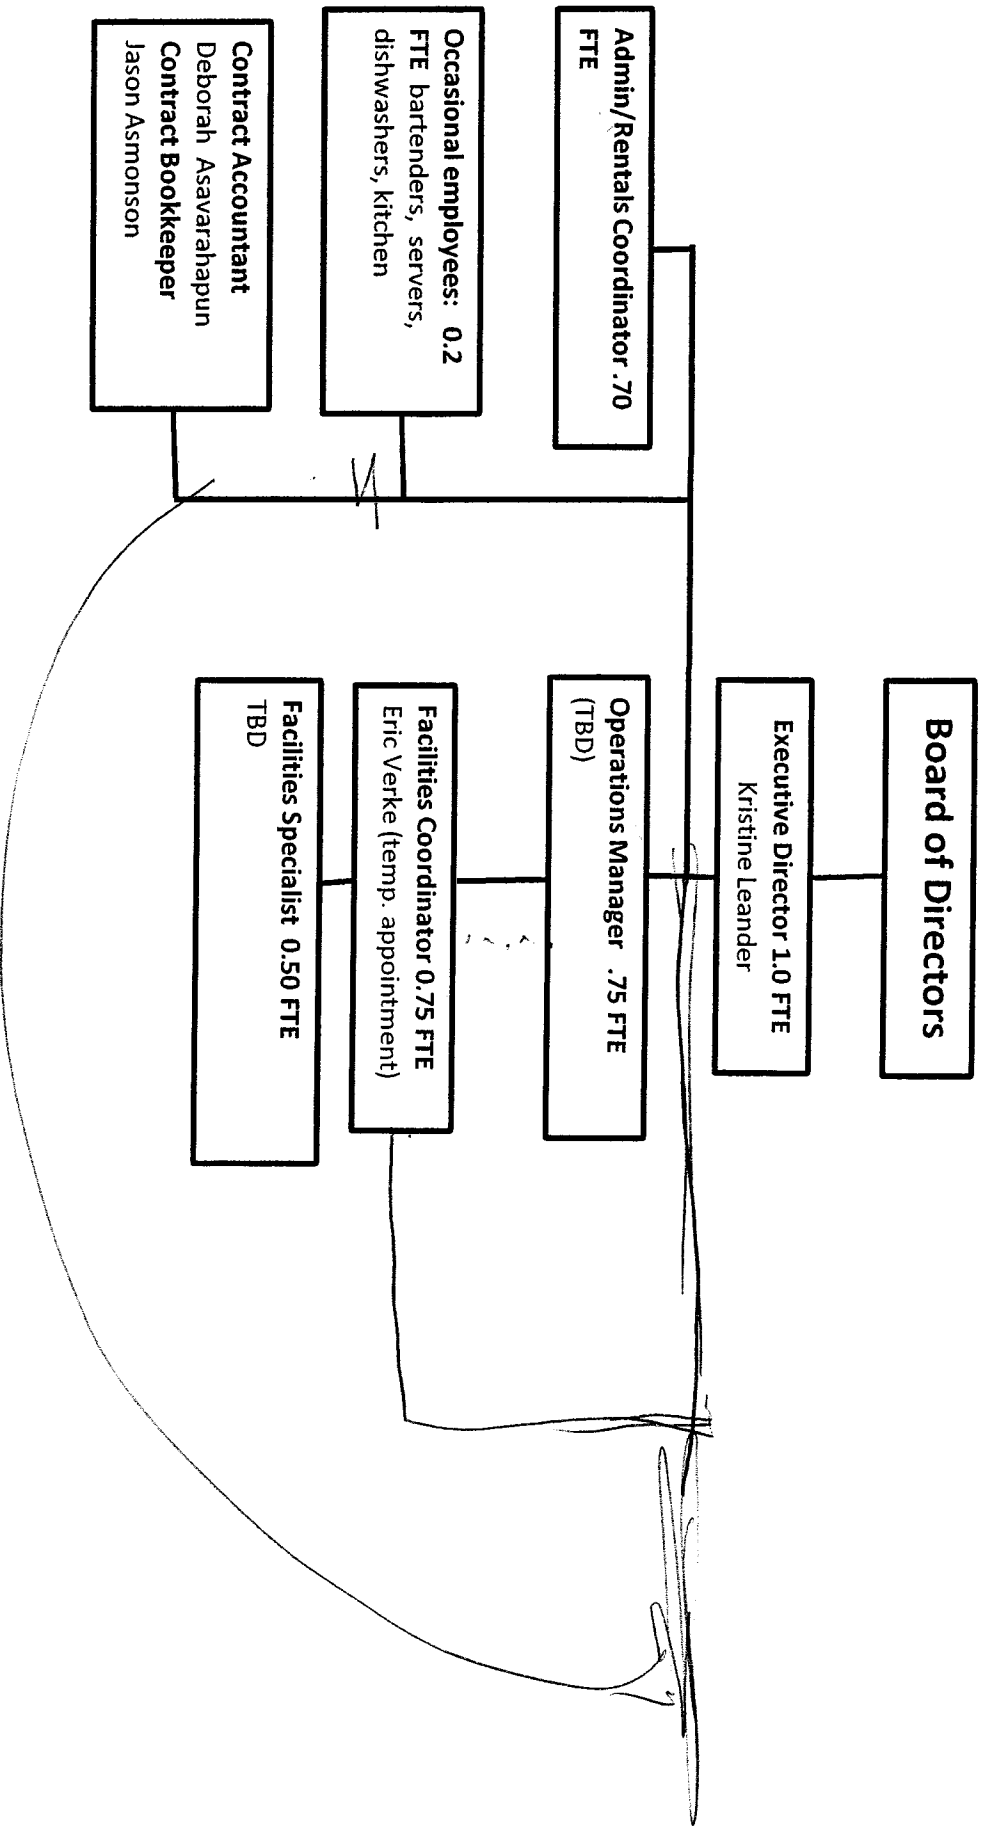 Board of Directors
Executive Director 1.0 FTE
Kristine Leander
Admin/Rentals Coordinator .70
FTE
Operations Manager .75 FTE
(TBD)
Occasional employees: 0.2
FTE bartenders, servers,
dishwashers, kitchen
Facilities Coordinator 0.75 FTE
Eric Verke (temp. appointment)
Contract Accountant
Deborah Asavarahapun
Contract Bookkeeper
Jason Asmonson
Facilities Specialist 0.50 FTE
TBD